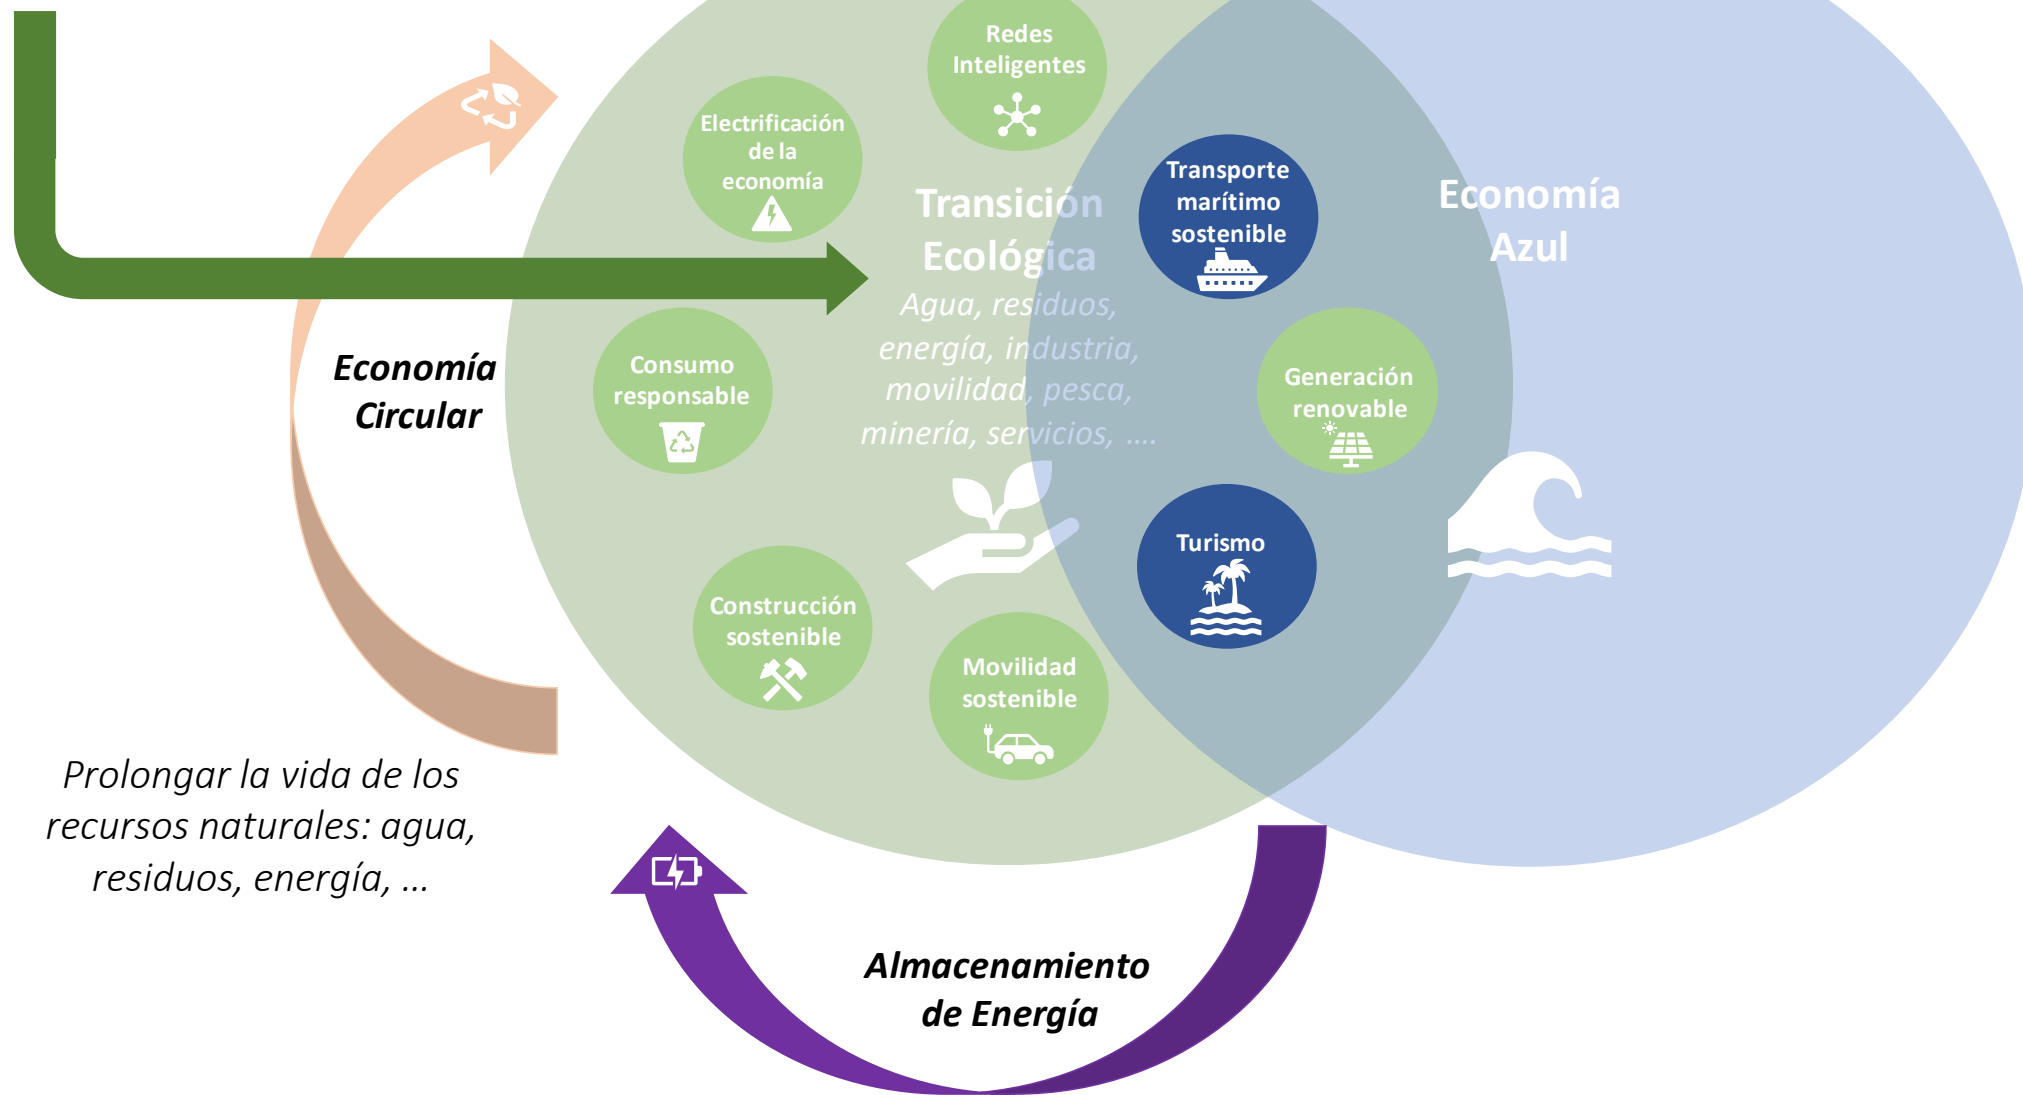 Redes
Inteligentes
Electrificación
de la
economía
Transición
Ecológica
Agua, residuos,
energía, industria,
movilidad, pesca,
minería, servicios, ....
Transporte
marítimo
sostenible
Economía
Azul
Economía
Circular
Consumo
responsable
Generación
renovable
Turismo
Construcción
sostenible
Movilidad
sostenible
Prolongar la vida de los
recursos naturales: agua,
residuos, energía, ...
Almacenamiento
de Energía